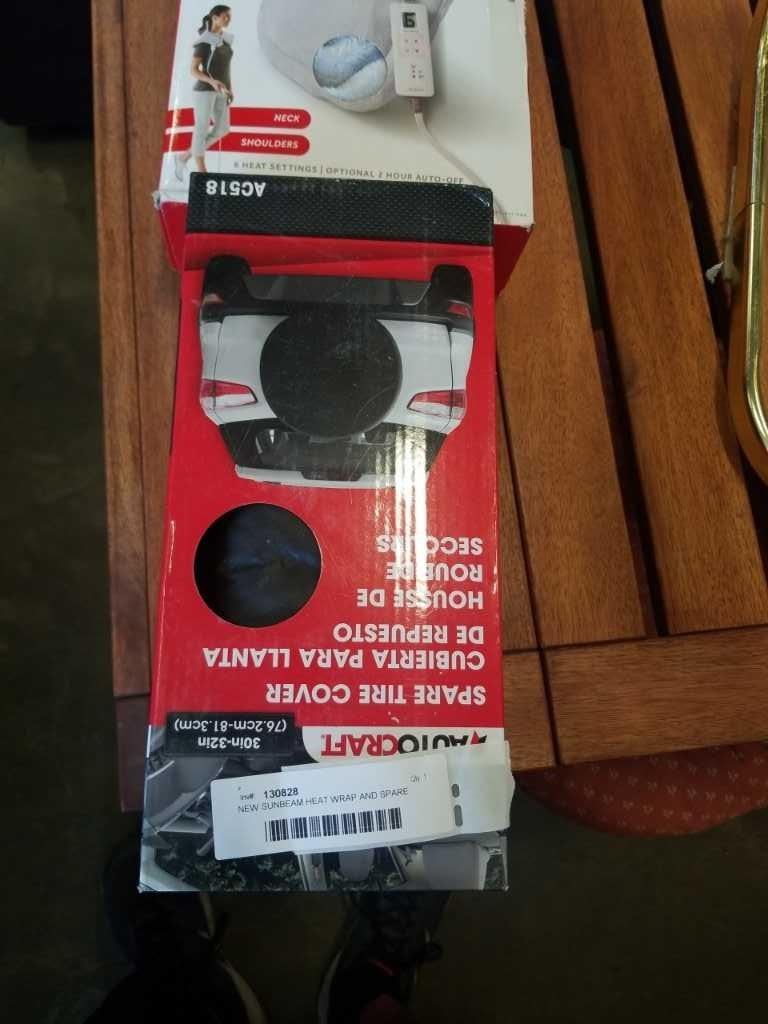 6
NECK
SHOULDERS
6 HEAT SETTINGS | OPTIONAL 2 HOUR AUTO-OFF
AUTOCRAFT
30in-32in
(76.2cm-81.3cm)
SPARE TIRE COVER
CUBIERTA PARA LLANTA
DE REPUESTO
HOUSSE DE
ROUE DE
SECOURS
AC518
Inv#: 130828
Qty: 1
NEW SUNBEAM HEAT WRAP AND SPARE